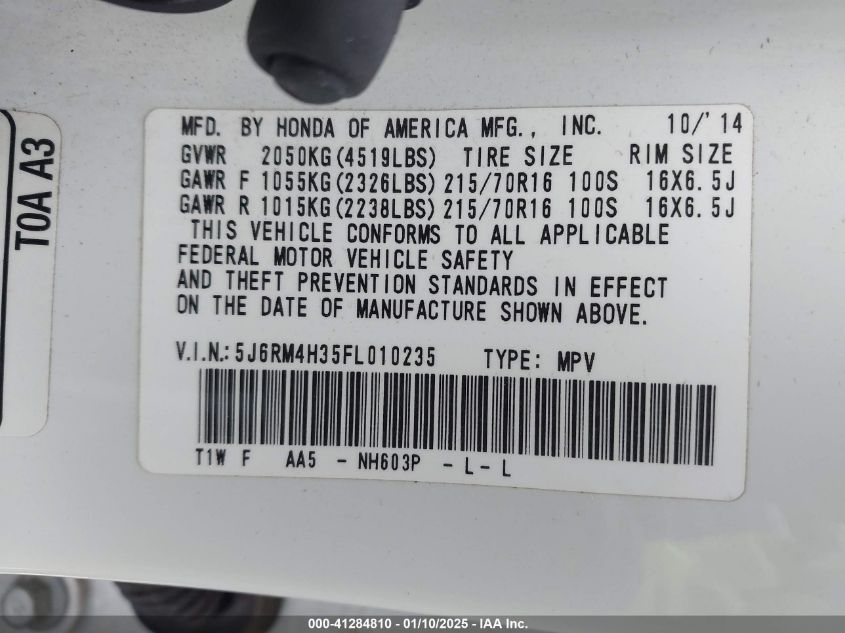 TOA A3
MFD. BY HONDA OF AMERICA MFG., INC. 10/'14
GVWR 2050KG(4519LBS) TIRE SIZE RIM SIZE
GAWR F 1055KG(2326LBS) 215/70R16 100S 16X6.5J
GAWR R 1015KG(2238LBS) 215/70R16 100S 16X6.5J
THIS VEHICLE CONFORMS TO ALL APPLICABLE
FEDERAL MOTOR VEHICLE SAFETY
AND THEFT PREVENTION STANDARDS IN EFFECT
ON THE DATE OF MANUFACTURE SHOWN ABOVE.
V.I.N.: 5J6RM4H35FL010235 TYPE: MPV
T1W F AA5 - NH603P - L - L
000-41284810 - 01/10/2025 - IAA Inc.